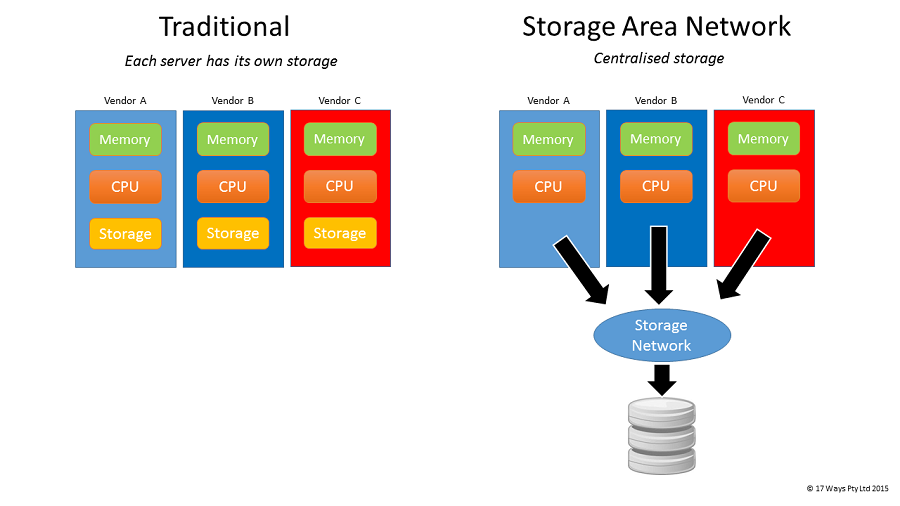 Traditional
Each server has its own storage
Vendor A
Vendor B
Vendor C
Memory
Memory
Memory
CPU
CPU
CPU
Storage
Storage
Storage
Storage Area Network
Centralised storage
Vendor A
Vendor B
Vendor C
Memory
Memory
Memory
CPU
CPU
CPU
Storage
Network
© 17 Ways Pty Ltd 2015